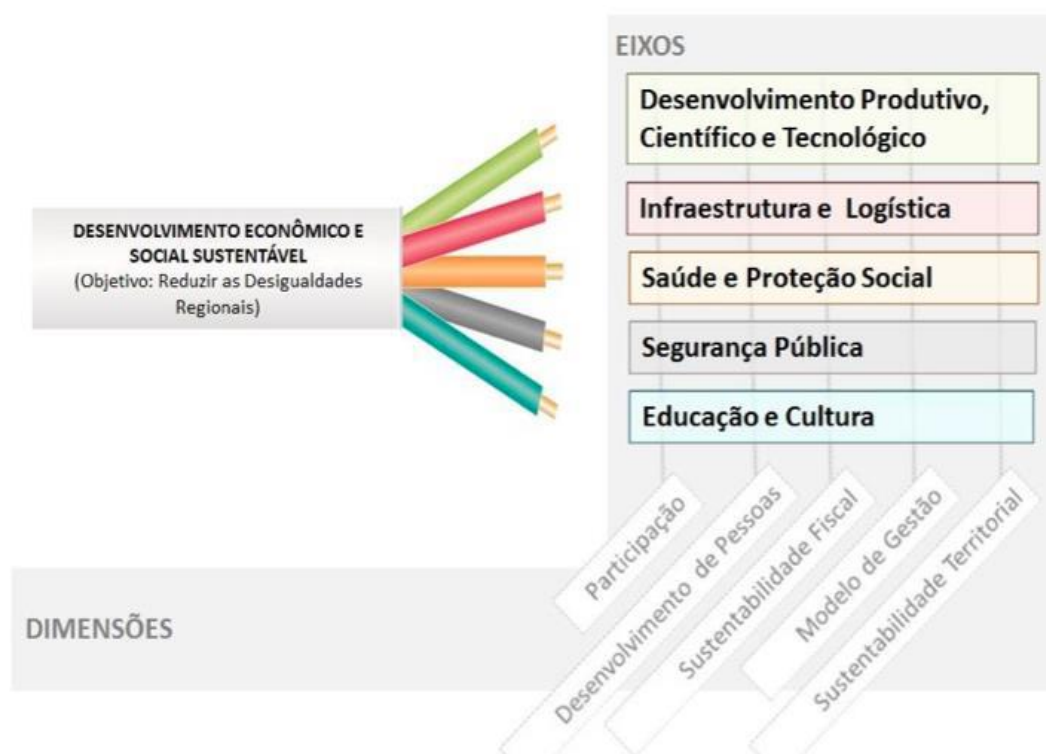 EIXOS
Desenvolvimento Produtivo,
Científico e Tecnológico
Infraestrutura e Logística
Saúde e Proteção Social
Segurança Pública
Educação e Cultura
DESENVOLVIMENTO ECONÔMICO E
SOCIAL SUSTENTÁVEL
(Objetivo: Reduzir as Desigualdades
Regionais)
DIMENSÕES
Participação
Desenvolvimento de Pessoas
Sustentabilidade Fiscal
Modelo de Gestão
Sustentabilidade Territorial